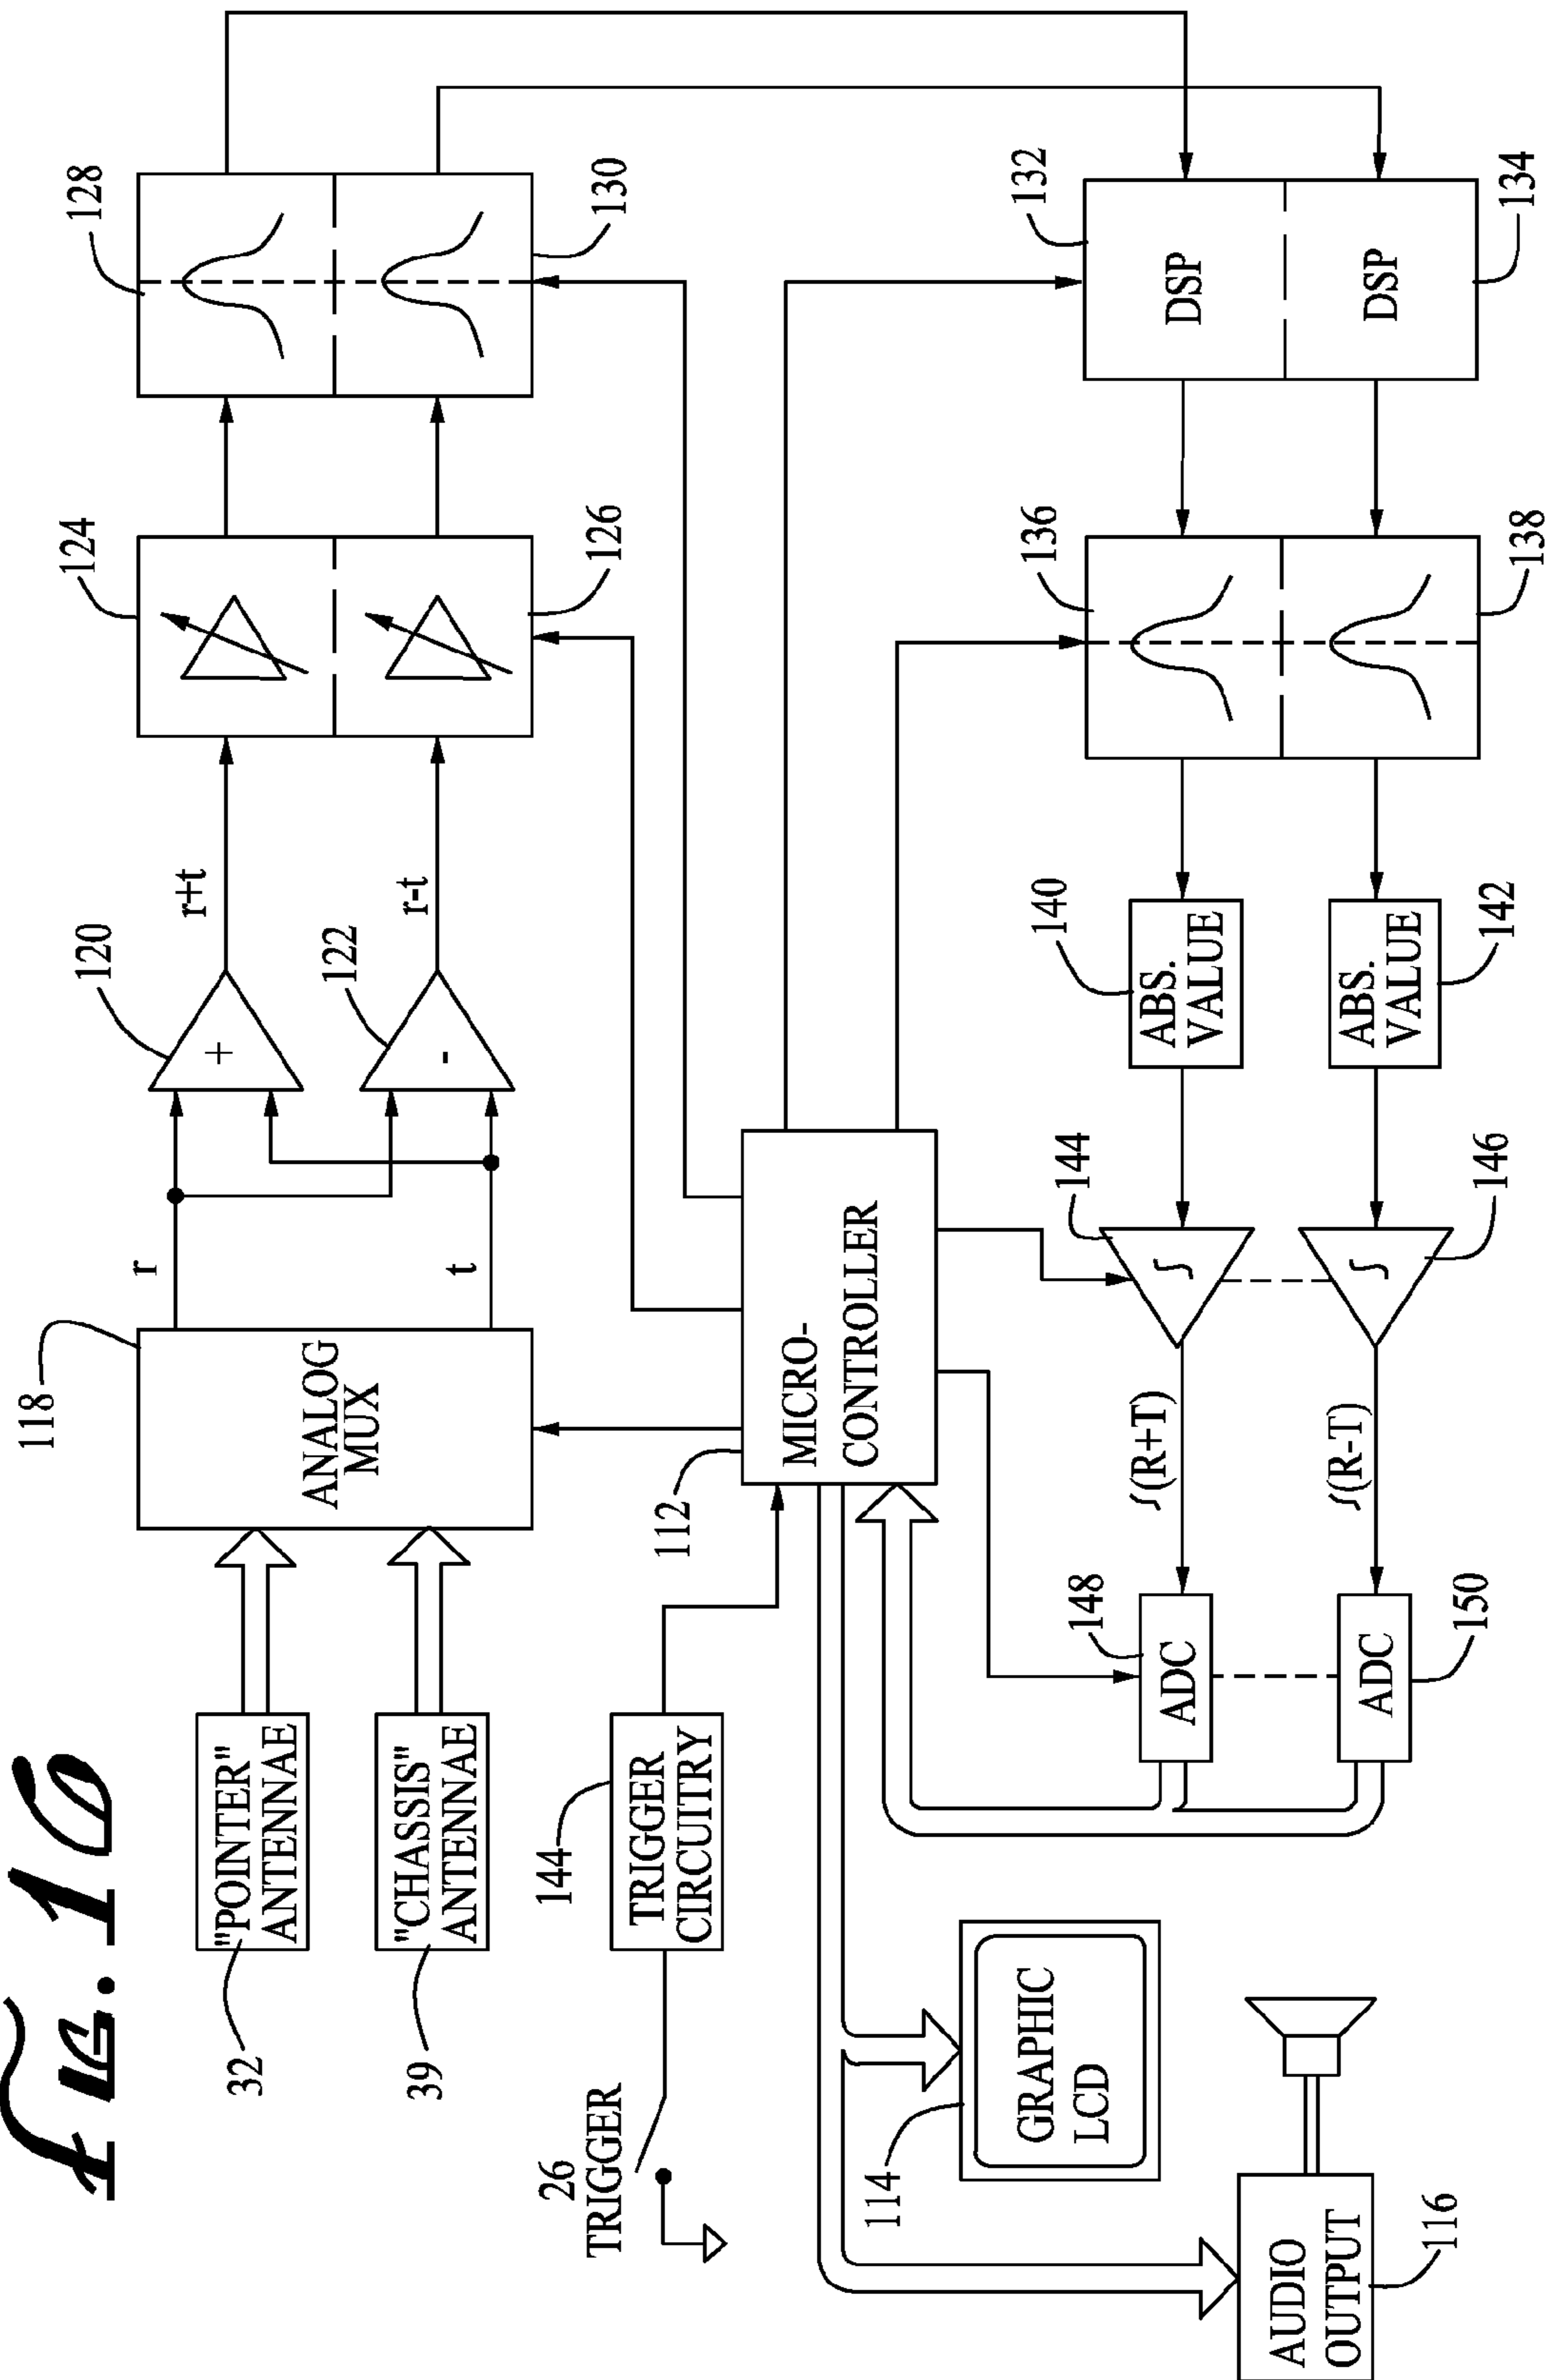 Fig. 16
118
ANALOG
MUX
r
t
120
+
122
-
r+t
r-t
124
126
128
130
"POINTER"
ANTENNAE
32
"CHASSIS"
ANTENNAE
39
26
TRIGGER
144
TRIGGER
CIRCUITRY
112
MICRO-
CONTROLLER
132
DSP
DSP
134
136
138
140
ABS.
VALUE
ABS.
VALUE
142
144
∫
∫
146
∫(R+T)
∫(R-T)
148
ADC
ADC
150
114
GRAPHIC
LCD
AUDIO
OUTPUT
116